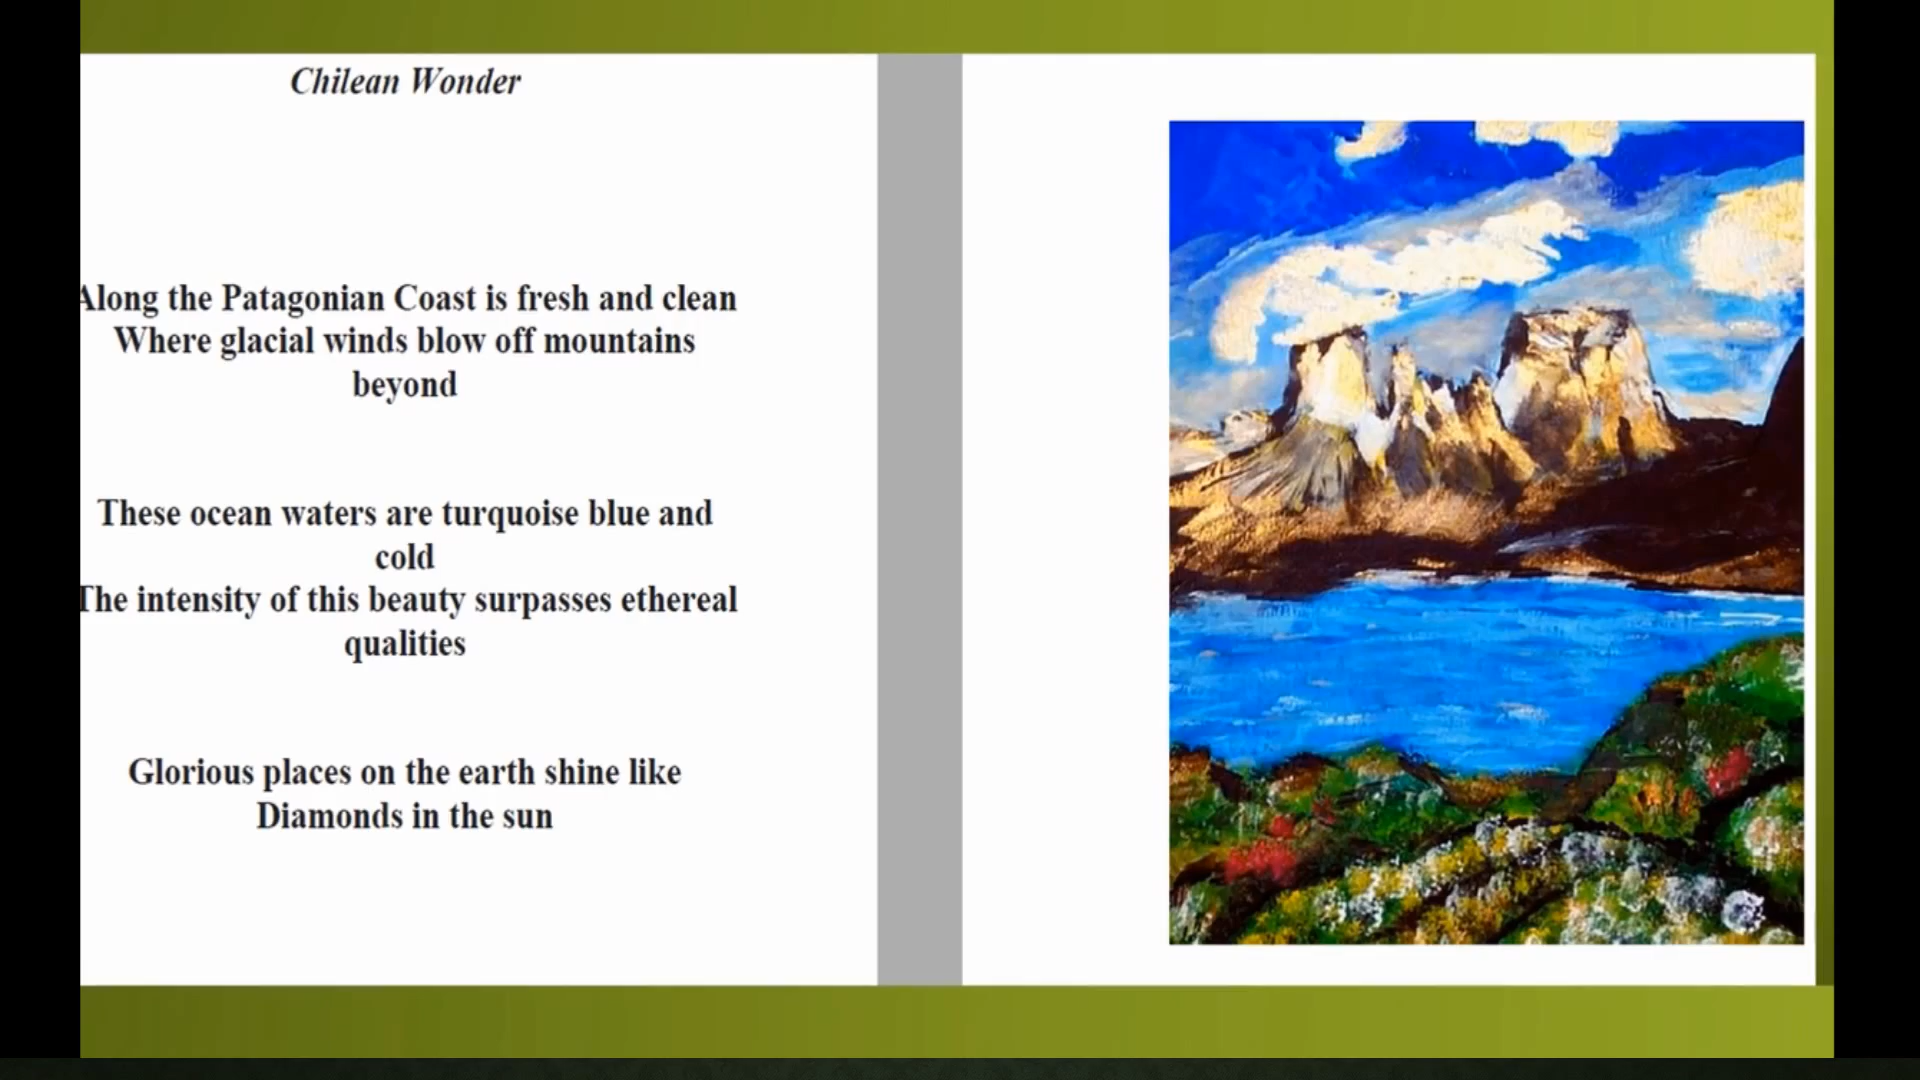 Chilean Wonder
Along the Patagonian Coast is fresh and clean
Where glacial winds blow off mountains
beyond
These ocean waters are turquoise blue and
cold
The intensity of this beauty surpasses ethereal
qualities
Glorious places on the earth shine like
Diamonds in the sun